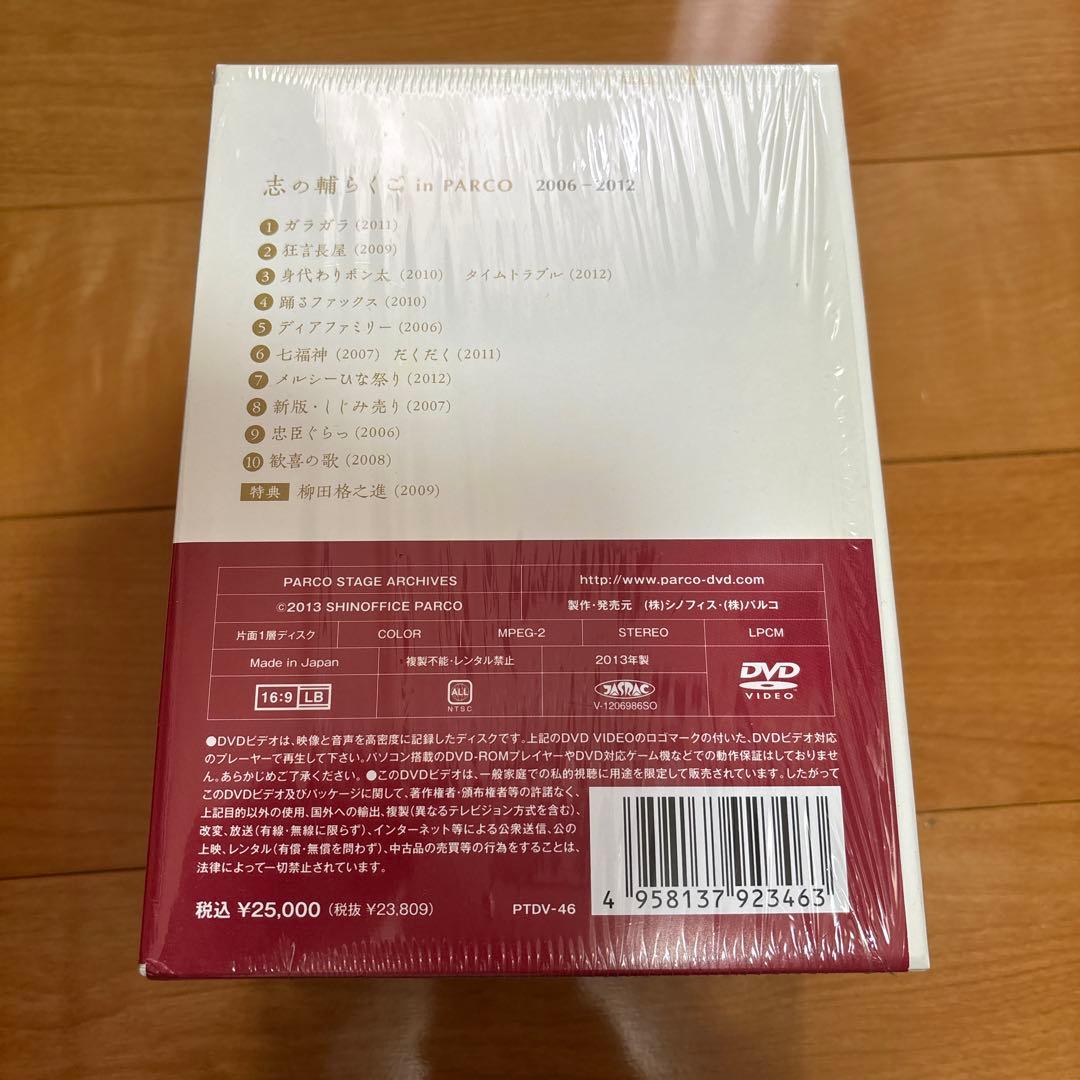 志の輔らくご in PARCO 2006-2012
1 ガラガラ (2011)
2 狂言長屋 (2009)
3 身代わりポン太 (2010) タイムトラブル (2012)
4 踊るファックス (2010)
5 ディアファミリー (2006)
6 七福神 (2007) だくだく (2011)
7 メルシーひな祭り (2012)
8 新版・しじみ売り (2007)
9 忠臣ぐらっ (2006)
10 歓喜の歌 (2008)
特典 柳田格之進 (2009)
PARCO STAGE ARCHIVES http://www.parco-dvd.com
©2013 SHINOFFICE PARCO 製作・発売元 (株)シノフィス・(株)パルコ
片面1層ディスク COLOR MPEG-2 STEREO LPCM
Made in Japan 複製不能・レンタル禁止 2013年製 DVD VIDEO
16:9 LB ALL NTSC JASRAC V-1206986SO
●DVDビデオは、映像と音声を高密度に記録したディスクです。上記のDVD VIDEOのロゴマークの付いた、DVDビデオ対応
のプレーヤーで再生して下さい。パソコン搭載のDVD-ROMプレイヤーやDVD対応ゲーム機などでの動作保証はしておりませ
ん。あらかじめご了承ください。●このDVDビデオは、一般家庭での私的視聴に用途を限定して販売されています。したがって
このDVDビデオ及びパッケージに関して、著作権者・頒布権者等の許諾なく、
上記目的以外の使用、国外への輸出、複製(異なるテレビジョン方式を含む)、
改変、放送(有線・無線に限らず)、インターネット等による公衆送信、公の
上映、レンタル(有償・無償を問わず)、中古品の売買等の行為をすることは、
法律によって一切禁止されています。
税込 ¥25,000 (税抜 ¥23,809) PTDV-46
4 958137 923463